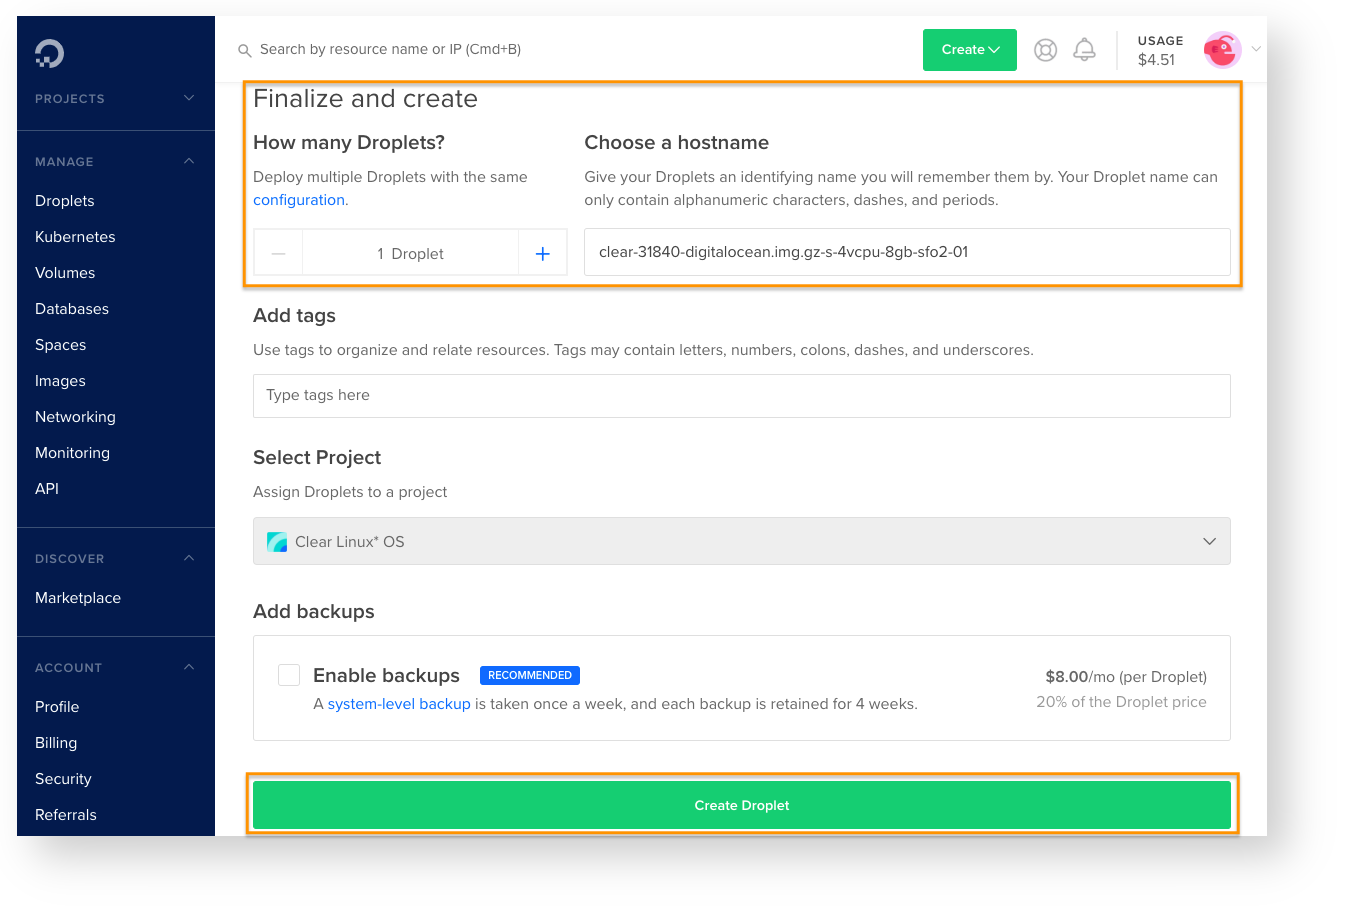 PROJECTS
MANAGE
Droplets
Kubernetes
Volumes
Databases
Spaces
Images
Networking
Monitoring
API
DISCOVER
Marketplace
ACCOUNT
Profile
Billing
Security
Referrals
Search by resource name or IP (Cmd+B)
Create
USAGE
$4.51
Finalize and create
How many Droplets?
Deploy multiple Droplets with the same
configuration.
1 Droplet
Choose a hostname
Give your Droplets an identifying name you will remember them by. Your Droplet name can
only contain alphanumeric characters, dashes, and periods.
clear-31840-digitalocean.img.gz-s-4vcpu-8gb-sfo2-01
Add tags
Use tags to organize and relate resources. Tags may contain letters, numbers, colons, dashes, and underscores.
Type tags here
Select Project
Assign Droplets to a project
Clear Linux* OS
Add backups
Enable backups
RECOMMENDED
A system-level backup is taken once a week, and each backup is retained for 4 weeks.
$8.00/mo (per Droplet)
20% of the Droplet price
Create Droplet